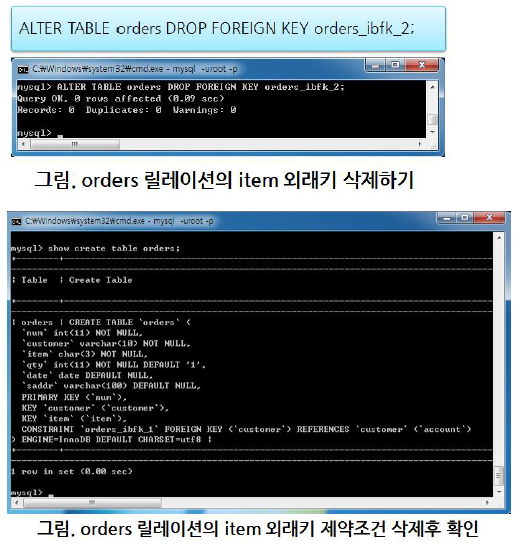 ALTER TABLE orders DROP FOREIGN KEY orders_ibfk_2;
C:₩Windows₩system32₩cmd.exe - mysql -uroot -p
mysql> ALTER TABLE orders DROP FOREIGN KEY orders_ibfk_2;
Query OK, 0 rows affected (0.09 sec)
Records: 0  Duplicates: 0  Warnings: 0
mysql>
그림. orders 릴레이션의 item 외래키 삭제하기
C:₩Windows₩system32₩cmd.exe - mysql -uroot -p
mysql> show create table orders;
| Table | Create Table
| orders | CREATE TABLE `orders` (
`num` int(11) NOT NULL,
`customer` varchar(10) NOT NULL,
`item` char(3) NOT NULL,
`qty` int(11) NOT NULL DEFAULT '1',
`date` date DEFAULT NULL,
`saddr` varchar(100) DEFAULT NULL,
PRIMARY KEY (`num`),
KEY `customer` (`customer`),
KEY `item` (`item`),
CONSTRAINT `orders_ibfk_1` FOREIGN KEY (`customer`) REFERENCES `customer` (`account`)
) ENGINE=InnoDB DEFAULT CHARSET=utf8 |
1 row in set (0.00 sec)
mysql>
그림. orders 릴레이션의 item 외래키 제약조건 삭제후 확인